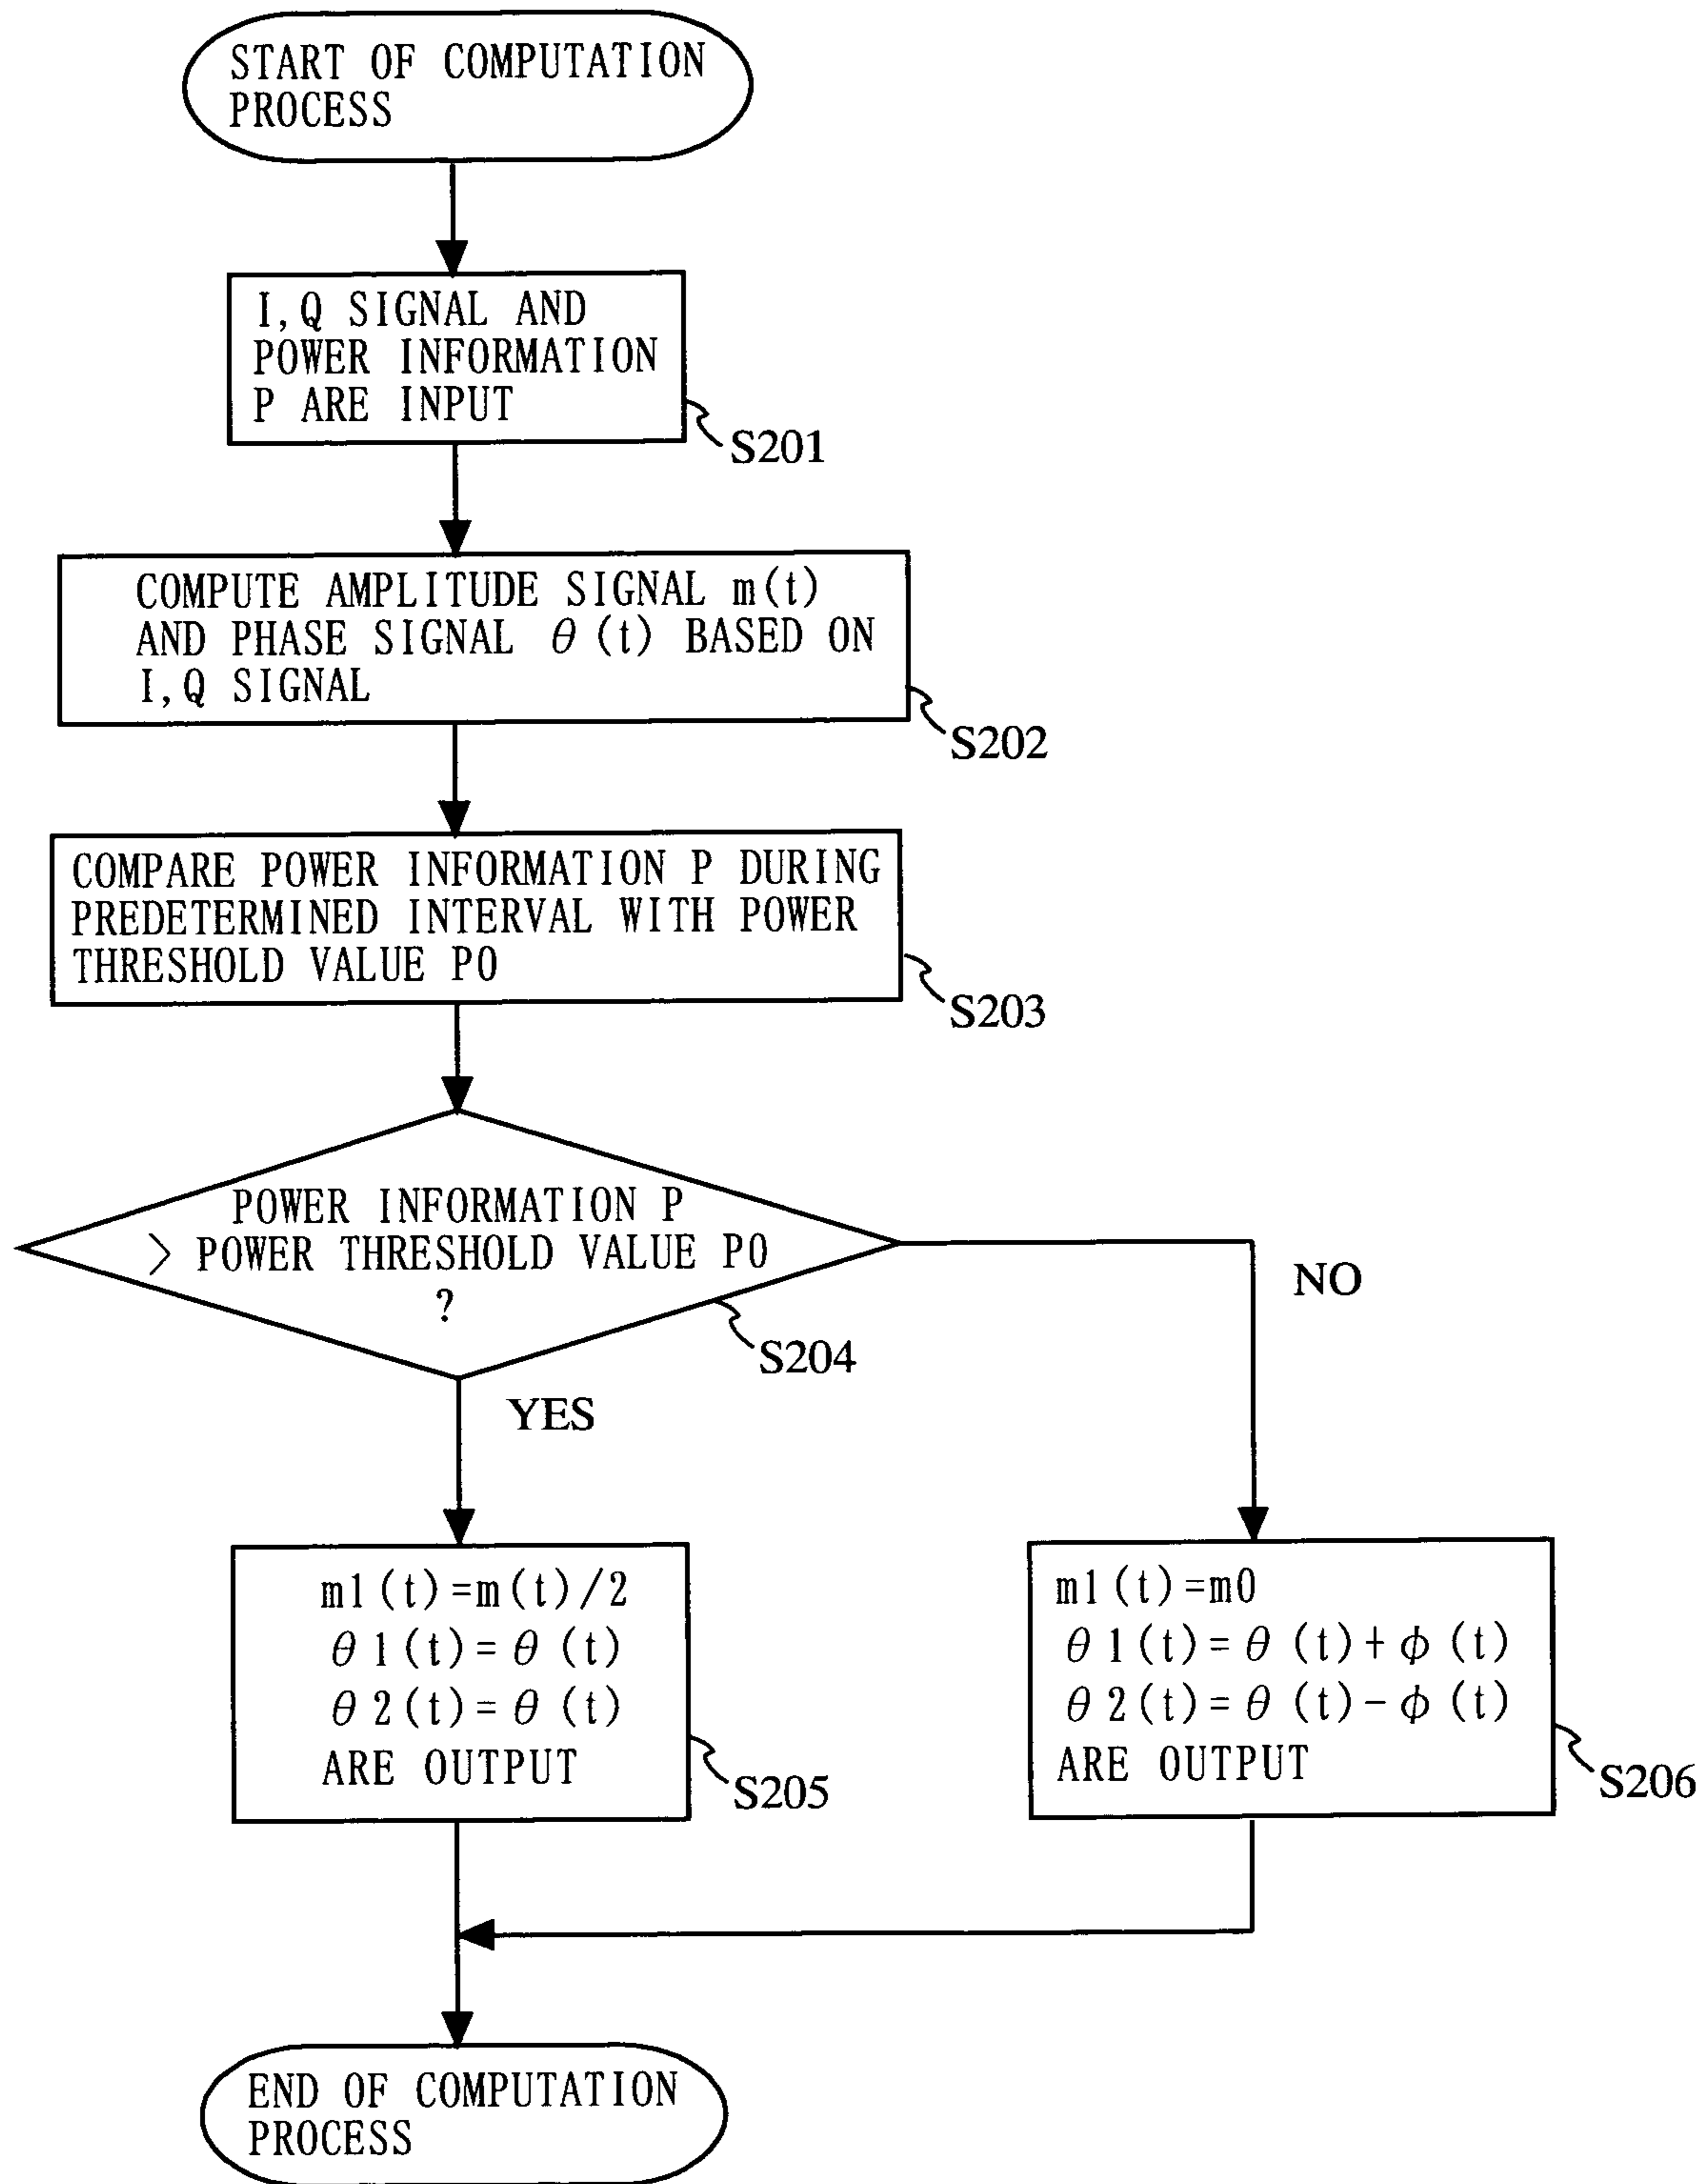 START OF COMPUTATION
PROCESS
I,Q SIGNAL AND
POWER INFORMATION
P ARE INPUT
S201
COMPUTE AMPLITUDE SIGNAL m(t)
AND PHASE SIGNAL θ(t) BASED ON
I,Q SIGNAL
S202
COMPARE POWER INFORMATION P DURING
PREDETERMINED INTERVAL WITH POWER
THRESHOLD VALUE P0
S203
POWER INFORMATION P
> POWER THRESHOLD VALUE P0
?
S204
NO
YES
m1(t)=m(t)/2
θ1(t)=θ(t)
θ2(t)=θ(t)
ARE OUTPUT
S205
m1(t)=m0
θ1(t)=θ(t)+φ(t)
θ2(t)=θ(t)-φ(t)
ARE OUTPUT
S206
END OF COMPUTATION
PROCESS